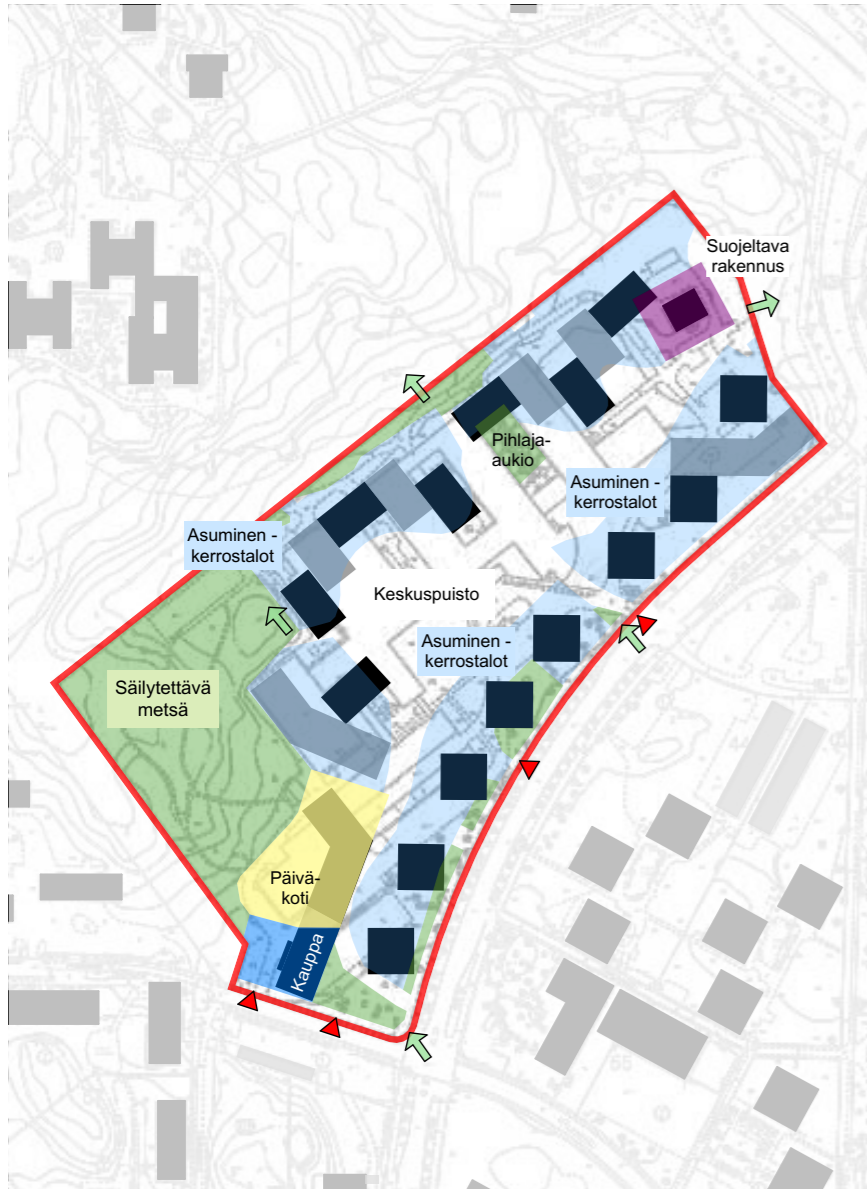 Suojeltava
rakennus
Pihlaja-
aukio
Asuminen -
kerrostalot
Asuminen -
kerrostalot
Keskuspuisto
Asuminen -
kerrostalot
Säilytettävä
metsä
Päivä-
koti
Kauppa